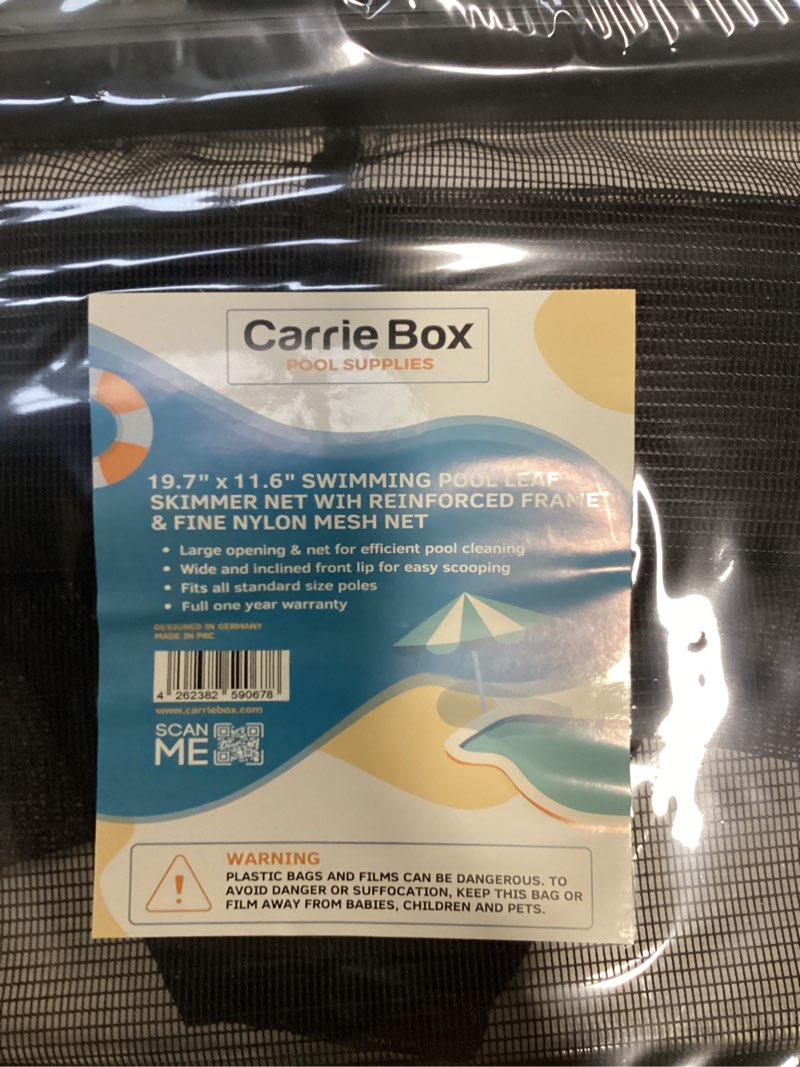 Carrie Box
POOL SUPPLIES
19.7" x 11.6" SWIMMING POOL LEAF
SKIMMER NET WIH REINFORCED FRAME
& FINE NYLON MESH NET
• Large opening & net for efficient pool cleaning
• Wide and inclined front lip for easy scooping
• Fits all standard size poles
• Full one year warranty
DESIGNED IN GERMANY
MADE IN PRC
4 262382 590678
www.carriebox.com
SCAN
ME
WARNING
PLASTIC BAGS AND FILMS CAN BE DANGEROUS. TO
AVOID DANGER OR SUFFOCATION, KEEP THIS BAG OR
FILM AWAY FROM BABIES, CHILDREN AND PETS.